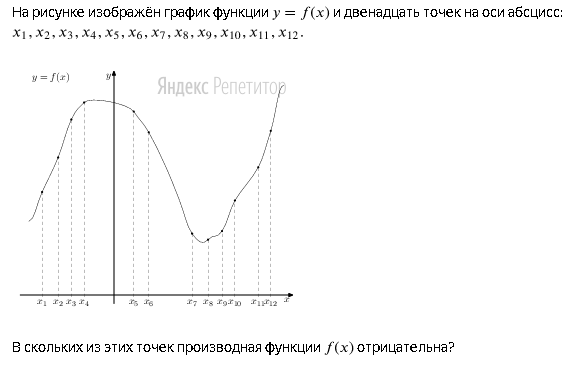 На рисунке изображён график функции y = f(x) и двенадцать точек на оси абсцисс:
x₁, x₂, x₃, x₄, x₅, x₆, x₇, x₈, x₉, x₁₀, x₁₁, x₁₂.
y = f(x)
y
Яндекс Репетитор
x₁ x₂ x₃ x₄ x₅ x₆ x₇ x₈ x₉ x₁₀ x₁₁ x₁₂ x
В скольких из этих точек производная функции f(x) отрицательна?